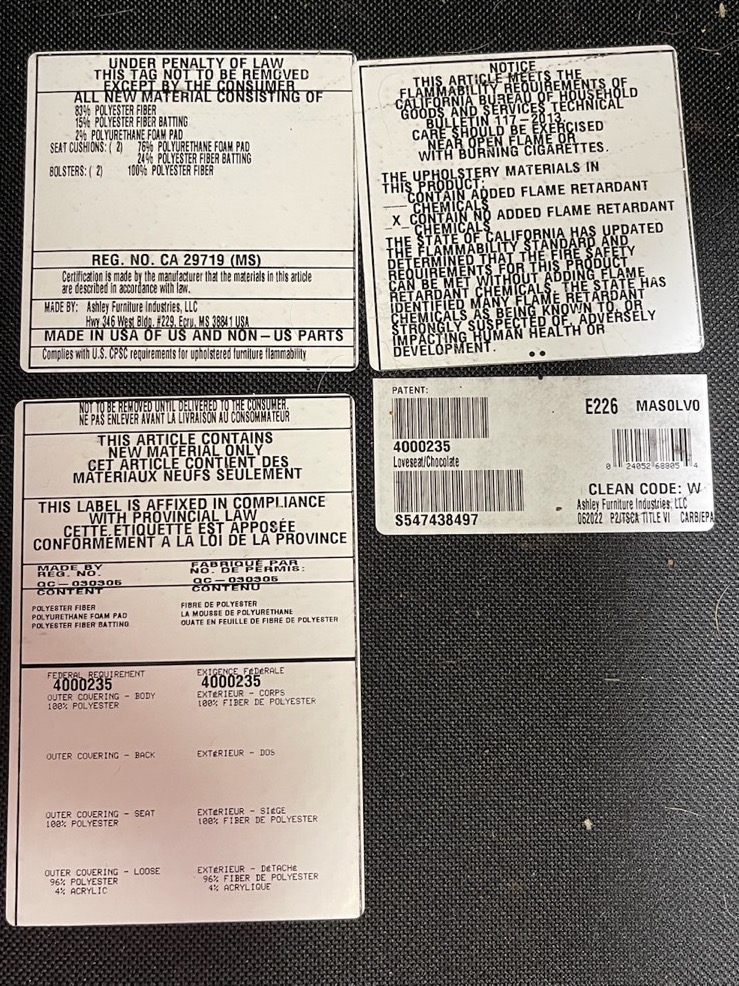 UNDER PENALTY OF LAW
THIS TAG NOT TO BE REMOVED
EXCEPT BY THE CONSUMER
ALL NEW MATERIAL CONSISTING OF
83% POLYESTER FIBER
15% POLYESTER FIBER BATTING
2% POLYURETHANE FOAM PAD
SEAT CUSHIONS: ( 2) 76% POLYURETHANE FOAM PAD
24% POLYESTER FIBER BATTING
BOLSTERS: ( 2) 100% POLYESTER FIBER
REG. NO. CA 29719 (MS)
Certification is made by the manufacturer that the materials in this article
are described in accordance with law.
MADE BY: Ashley Furniture Industries, LLC
Hwy 346 West Bldg. #229, Ecru, MS 38841 USA
MADE IN USA OF US AND NON-US PARTS
Complies with U.S. CPSC requirements for upholstered furniture flammability
NOTICE
THIS ARTICLE MEETS THE
FLAMMABILITY REQUIREMENTS OF
CALIFORNIA BUREAU OF HOUSEHOLD
GOODS AND SERVICES TECHNICAL
BULLETIN 117-2013.
CARE SHOULD BE EXERCISED
NEAR OPEN FLAME OR
WITH BURNING CIGARETTES.
THE UPHOLSTERY MATERIALS IN
THIS PRODUCT:
___ CONTAIN ADDED FLAME RETARDANT
CHEMICALS
_X_ CONTAIN NO ADDED FLAME RETARDANT
CHEMICALS
THE STATE OF CALIFORNIA HAS UPDATED
THE FLAMMABILITY STANDARD AND
DETERMINED THAT THE FIRE SAFETY
REQUIREMENTS FOR THIS PRODUCT
CAN BE MET WITHOUT ADDING FLAME
RETARDANT CHEMICALS. THE STATE HAS
IDENTIFIED MANY FLAME RETARDANT
CHEMICALS AS BEING KNOWN TO, OR
STRONGLY SUSPECTED OF, ADVERSELY
IMPACTING HUMAN HEALTH OR
DEVELOPMENT.
PATENT:
E226 MASOLVO
4000235
Loveseat/Chocolate
0 24052 68805 4
CLEAN CODE: W
Ashley Furniture Industries, LLC
S547438497
062022 P2/TSCA TITLE VI CARB/EPA
NOT TO BE REMOVED UNTIL DELIVERED TO THE CONSUMER.
NE PAS ENLEVER AVANT LA LIVRAISON AU CONSOMMATEUR
THIS ARTICLE CONTAINS
NEW MATERIAL ONLY
CET ARTICLE CONTIENT DES
MATERIAUX NEUFS SEULEMENT
THIS LABEL IS AFFIXED IN COMPLIANCE
WITH PROVINCIAL LAW
CETTE ETIQUETTE EST APPOSÉE
CONFORMEMENT A LA LOI DE LA PROVINCE
MADE BY FABRIQUE PAR
REG. NO. NO. DE PERMIS:
QC-030305 QC-030305
CONTENT CONTENU
POLYESTER FIBER FIBRE DE POLYESTER
POLYURETHANE FOAM PAD LA MOUSSE DE POLYURETHANE
POLYESTER FIBER BATTING OUATE EN FEUILLE DE FIBRE DE POLYESTER
FEDERAL REQUIREMENT EXIGENCE FéDéRALE
4000235 4000235
OUTER COVERING - BODY EXTéRIEUR - CORPS
100% POLYESTER 100% FIBER DE POLYESTER
OUTER COVERING - BACK EXTéRIEUR - DOS
OUTER COVERING - SEAT EXTéRIEUR - SIéGE
100% POLYESTER 100% FIBER DE POLYESTER
OUTER COVERING - LOOSE EXTéRIEUR - DéTACHé
96% POLYESTER 96% FIBER DE POLYESTER
4% ACRYLIC 4% ACRYLIQUE